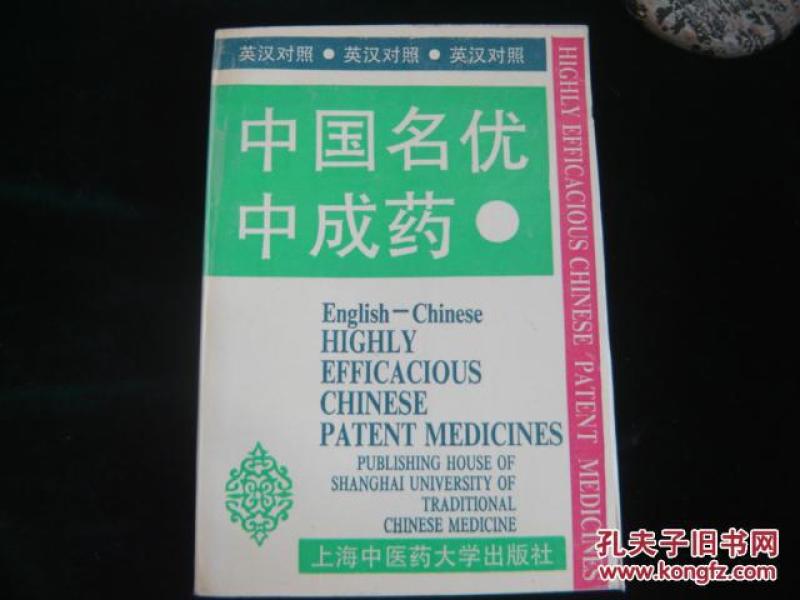 英汉对照 ● 英汉对照 ● 英汉对照
中国名优
中成药●
English-Chinese
HIGHLY
EFFICACIOUS
CHINESE
PATENT MEDICINES
PUBLISHING HOUSE OF
SHANGHAI UNIVERSITY OF
TRADITIONAL
CHINESE MEDICINE
上海中医药大学出版社
HIGHLY EFFICACIOUS CHINESE PATENT MEDICINES
孔夫子旧书网
www.kongfz.com